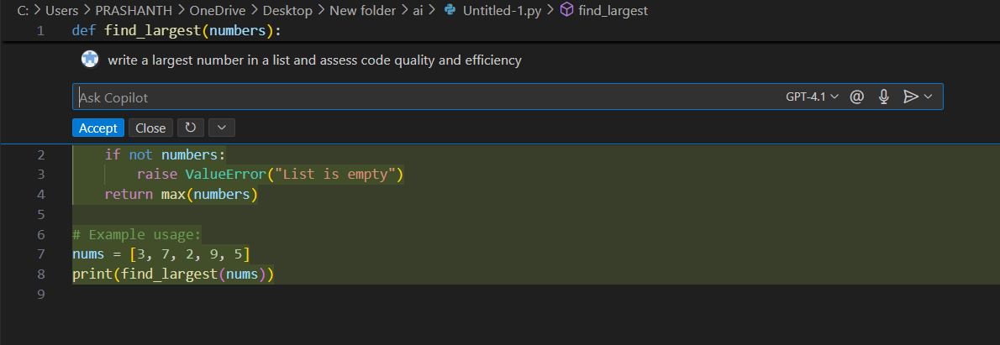 C: > Users > PRASHANTH > OneDrive > Desktop > New folder > ai > Untitled-1.py > find_largest
1 def find_largest(numbers):
write a largest number in a list and assess code quality and efficiency
Ask Copilot GPT-4.1 @
Accept Close
2     if not numbers:
3         raise ValueError("List is empty")
4     return max(numbers)
5
6 # Example usage:
7 nums = [3, 7, 2, 9, 5]
8 print(find_largest(nums))
9